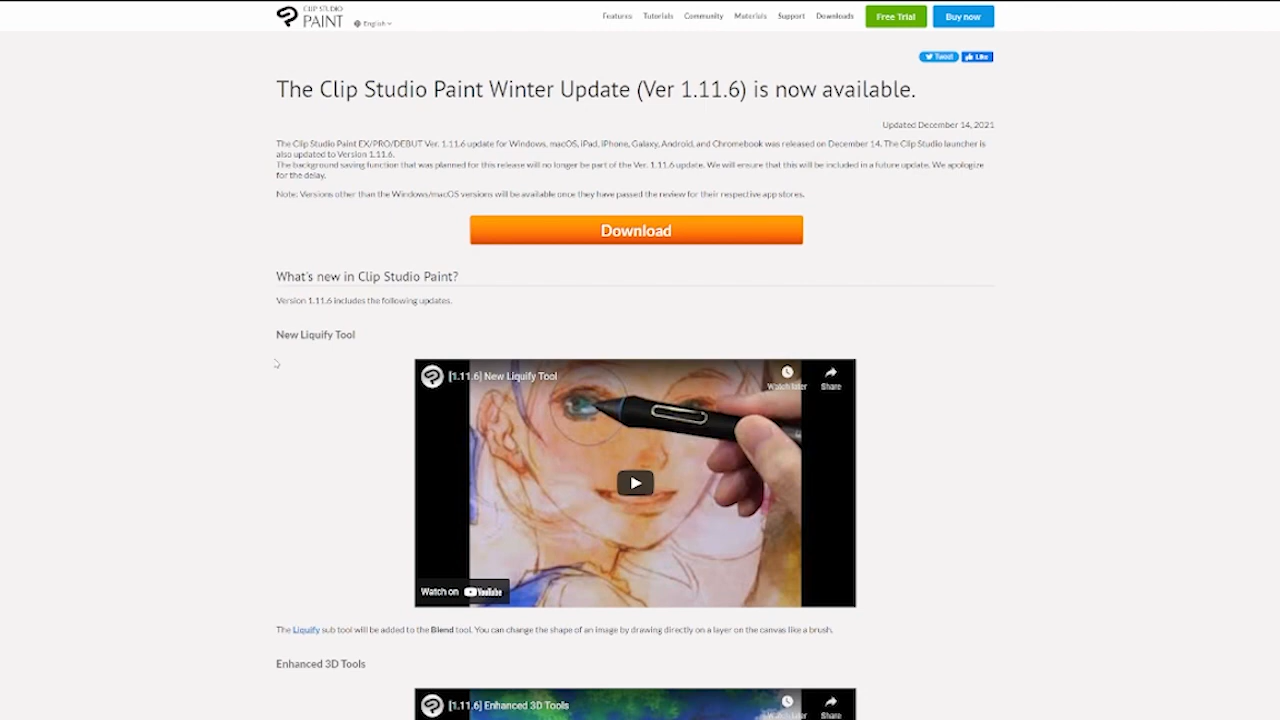 CLIP STUDIO
PAINT
English
Features Tutorials Community Materials Support Downloads Free Trial Buy now
Tweet Like
The Clip Studio Paint Winter Update (Ver 1.11.6) is now available.
Updated December 14, 2021
The Clip Studio Paint EX/PRO/DEBUT Ver. 1.11.6 update for Windows, macOS, iPad, iPhone, Galaxy, Android, and Chromebook was released on December 14. The Clip Studio launcher is
also updated to Version 1.11.6.
The background saving function that was planned for this release will no longer be part of the Ver. 1.11.6 update. We will ensure that this will be included in a future update. We apologize
for the delay.
Note: Versions other than the Windows/macOS versions will be available once they have passed the review for their respective app stores.
Download
What's new in Clip Studio Paint?
Version 1.11.6 includes the following updates.
New Liquify Tool
[1.11.6] New Liquify Tool
Watch later Share
Watch on YouTube
The Liquify sub tool will be added to the Blend tool. You can change the shape of an image by drawing directly on a layer on the canvas like a brush.
Enhanced 3D Tools
[1.11.6] Enhanced 3D Tools
Watch later Share